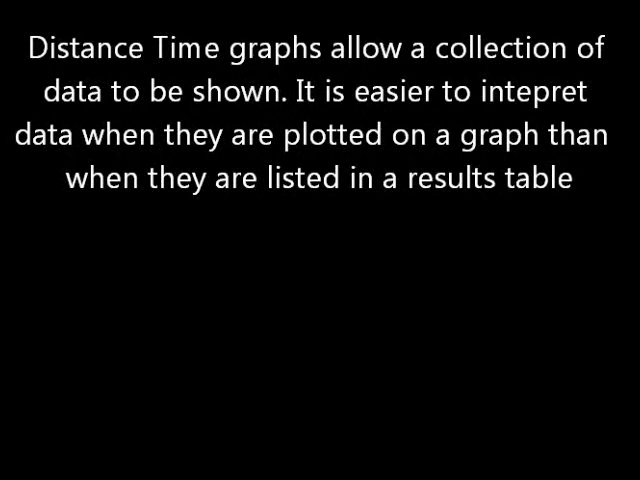 Distance Time graphs allow a collection of
data to be shown. It is easier to intepret
data when they are plotted on a graph than
when they are listed in a results table